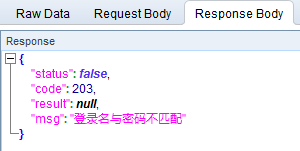 Raw Data Request Body Response Body
Response
{
"status": false,
"code": 203,
"result": null,
"msg": "登录名与密码不匹配"
}